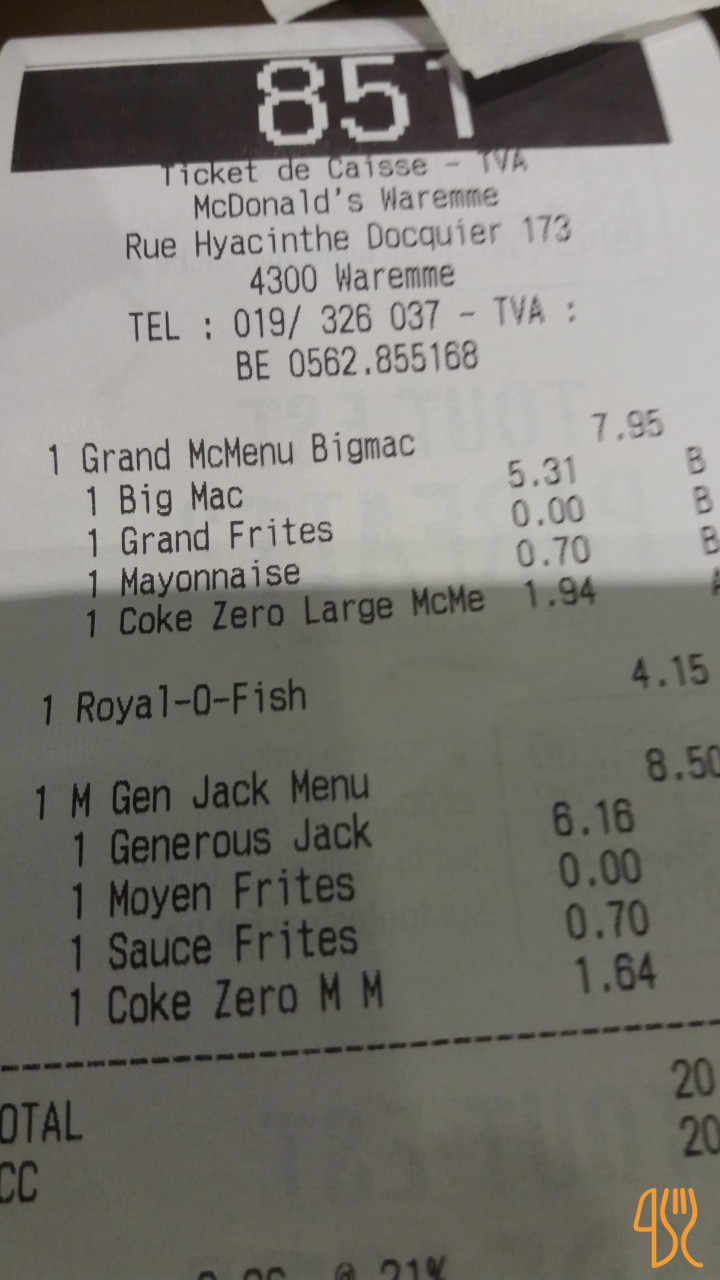 851
Ticket de Caisse - TVA
McDonald's Waremme
Rue Hyacinthe Docquier 173
4300 Waremme
TEL : 019/ 326 037 - TVA :
BE 0562.855168
1 Grand McMenu Bigmac 7.95
1 Big Mac 5.31 B
1 Grand Frites 0.00 B
1 Mayonnaise 0.70 B
1 Coke Zero Large McMe 1.94
1 Royal-O-Fish 4.15
1 M Gen Jack Menu 8.50
1 Generous Jack 6.16
1 Moyen Frites 0.00
1 Sauce Frites 0.70
1 Coke Zero M M 1.64
OTAL 20
CC 20
@ 21%